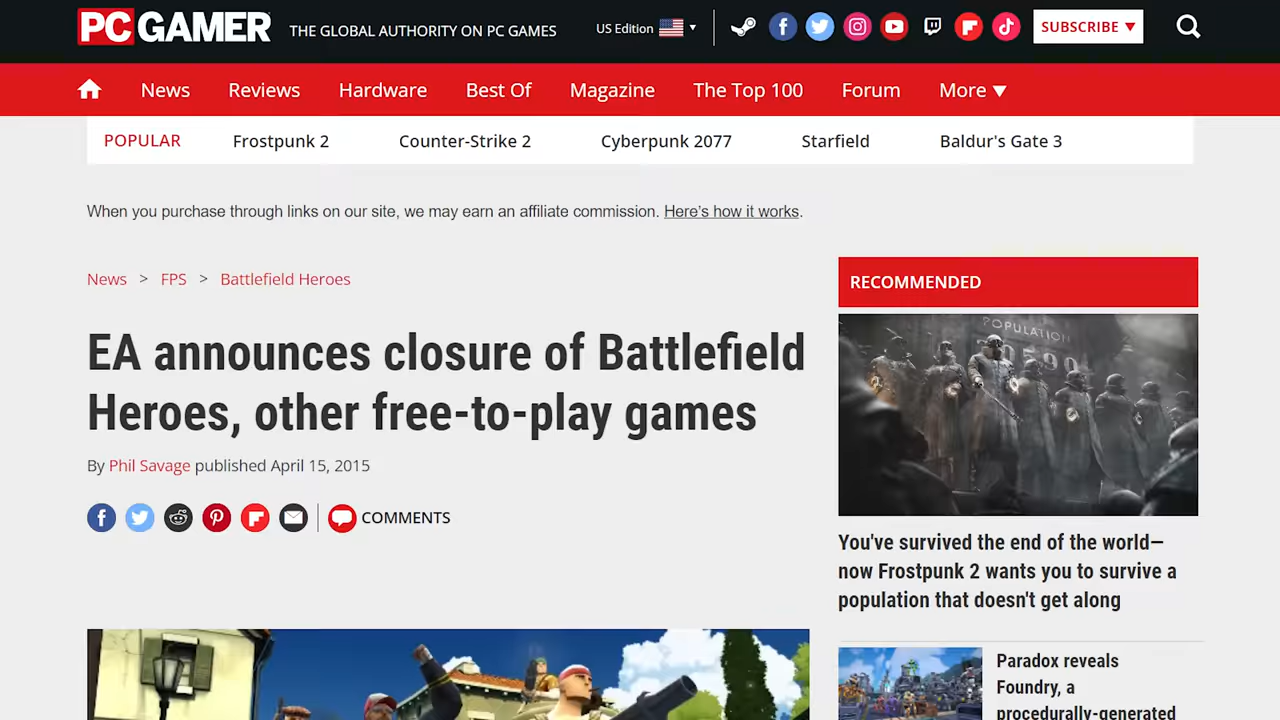 PC GAMER
THE GLOBAL AUTHORITY ON PC GAMES
US Edition
SUBSCRIBE
News
Reviews
Hardware
Best Of
Magazine
The Top 100
Forum
More
POPULAR
Frostpunk 2
Counter-Strike 2
Cyberpunk 2077
Starfield
Baldur's Gate 3
When you purchase through links on our site, we may earn an affiliate commission. Here's how it works.
News > FPS > Battlefield Heroes
EA announces closure of Battlefield
Heroes, other free-to-play games
By Phil Savage published April 15, 2015
COMMENTS
RECOMMENDED
POPULATION
You've survived the end of the world—
now Frostpunk 2 wants you to survive a
population that doesn't get along
Paradox reveals
Foundry, a
procedurally-generated